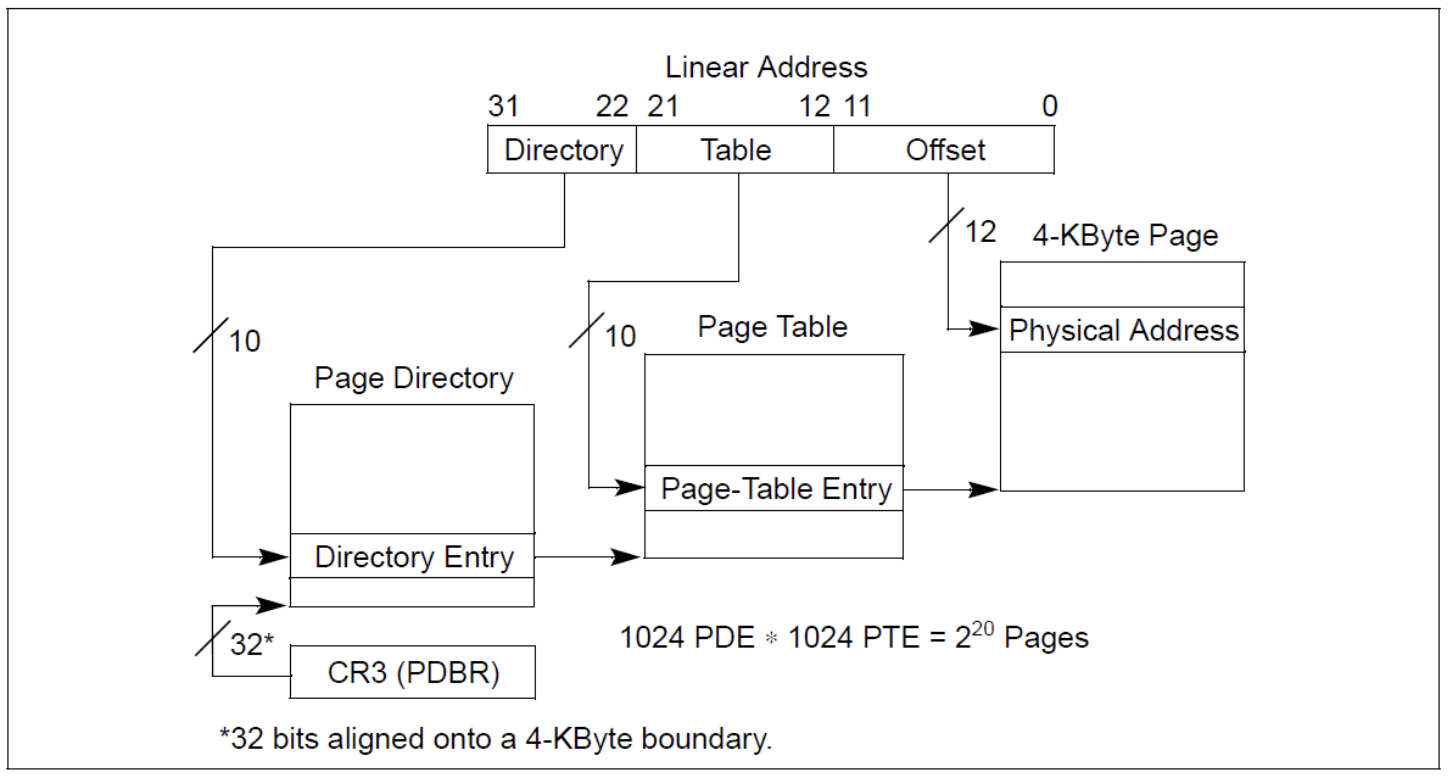 Linear Address
31 22 21 12 11 0
Directory Table Offset
12 4-KByte Page
Physical Address
10 10 Page Table
Page Directory
Page-Table Entry
Directory Entry
32* 1024 PDE * 1024 PTE = 2²⁰ Pages
CR3 (PDBR)
*32 bits aligned onto a 4-KByte boundary.